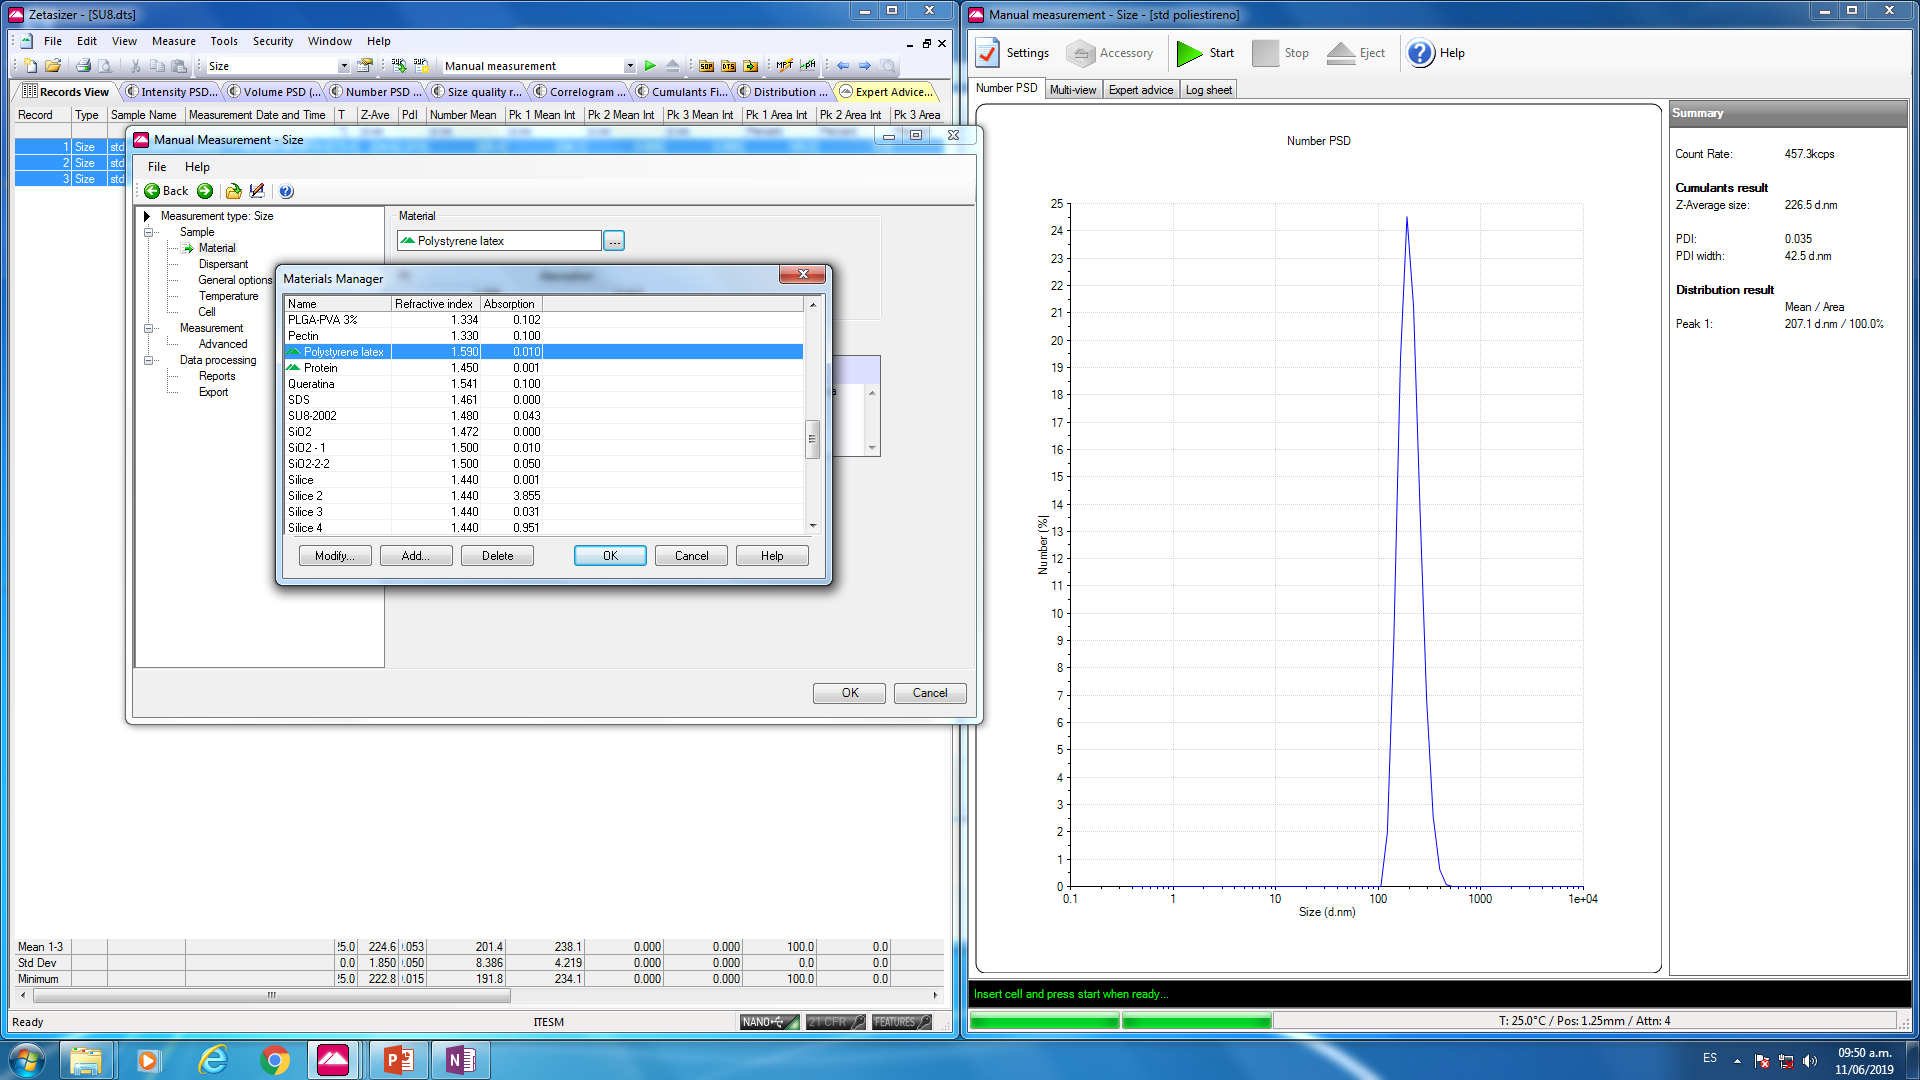 Zetasizer - [SU8.dts]
File Edit View Measure Tools Security Window Help
Size Manual measurement
Records View Intensity PSD... Volume PSD (... Number PSD ... Size quality r... Correlogram ... Cumulants Fi... Distribution ... Expert Advice...
Record Type Sample Name Measurement Date and Time T Z-Ave PdI Number Mean Pk 1 Mean Int Pk 2 Mean Int Pk 3 Mean Int Pk 1 Area Int Pk 2 Area Int Pk 3 Area
1 Size std
2 Size std
3 Size std
Manual Measurement - Size
File Help
Back
Measurement type: Size
Sample
Material
Dispersant
General options
Temperature
Cell
Measurement
Advanced
Data processing
Reports
Export
Material
Polystyrene latex
...
Materials Manager
Name Refractive index Absorption
PLGA-PVA 3% 1.334 0.102
Pectin 1.330 0.100
Polystyrene latex 1.590 0.010
Protein 1.450 0.001
Queratina 1.541 0.100
SDS 1.461 0.000
SU8-2002 1.480 0.043
SiO2 1.472 0.000
SiO2 - 1 1.500 0.010
SiO2-2-2 1.500 0.050
Silice 1.440 0.001
Silice 2 1.440 3.855
Silice 3 1.440 0.031
Silice 4 1.440 0.951
Modify... Add... Delete OK Cancel Help
OK Cancel
Mean 1-3 25.0 224.6 0.053 201.4 238.1 0.000 0.000 100.0 0.0
Std Dev 0.0 1.850 .050 8.386 4.219 0.000 0.000 0.0 0.0
Minimum 25.0 222.8 .015 191.8 234.1 0.000 0.000 100.0 0.0
Ready ITESM NANO 21 CFR FEATURES
Manual measurement - Size - [std poliestireno]
Settings Accessory Start Stop Eject Help
Number PSD Multi-view Expert advice Log sheet
Number PSD
25
24
23
22
21
20
19
18
17
16
15
14
13
12
11
10
9
8
7
6
5
4
3
2
1
0
Number (%)
0.1 1 10 100 1000 1e+04
Size (d.nm)
Summary
Count Rate: 457.3kcps
Cumulants result
Z-Average size: 226.5 d.nm
PDI: 0.035
PDI width: 42.5 d.nm
Distribution result
Mean / Area
Peak 1: 207.1 d.nm / 100.0%
Insert cell and press start when ready...
T: 25.0°C / Pos: 1.25mm / Attn: 4
ES
09:50 a.m.
11/06/2019